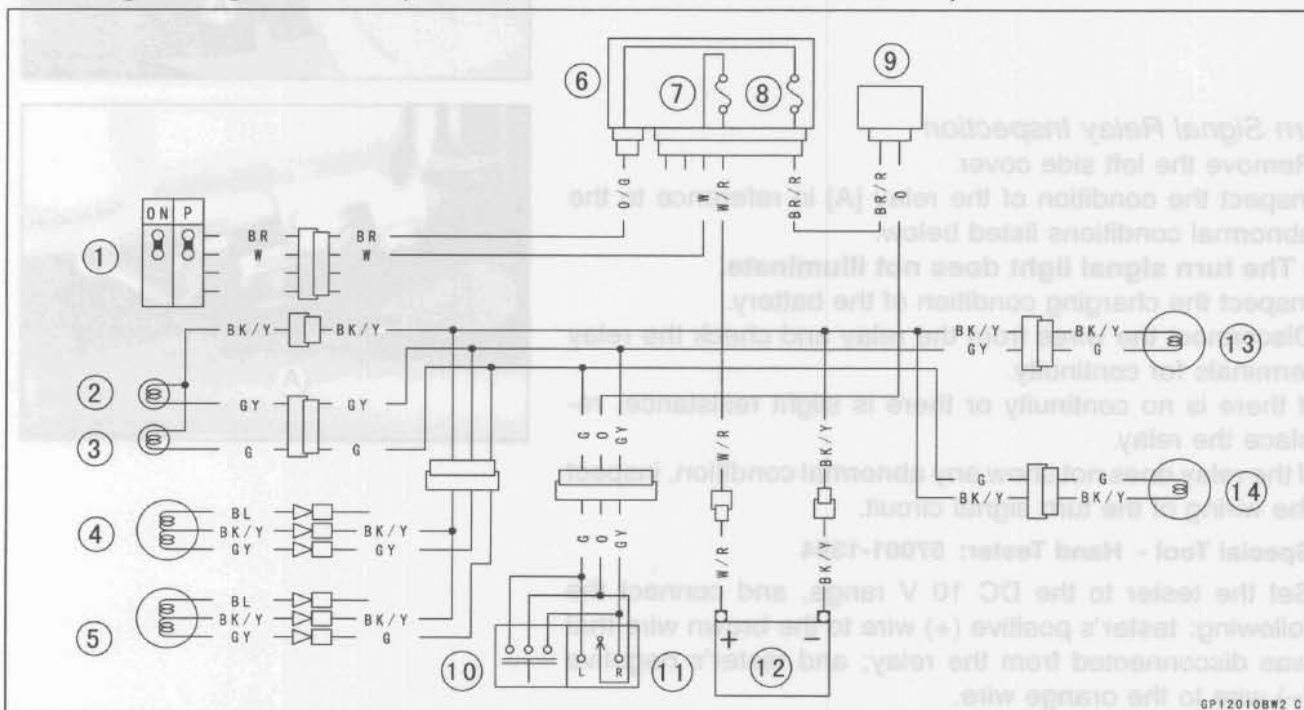 6
7
8
9
rn Signal Relay Inspection
Remove the left side cover.
Inspect the condition of the relay [A] in reference to the
abnormal conditions listed below.
The turn signal light does not illuminate.
Inspect the charging condition of the battery.
Disconnect the wires from the relay and check the relay
terminals for continuity.
If there is no continuity or there is slight resistance, re-
place the relay.
If the relay does not show any abnormal condition, inspect
the wiring of the turn signal circuit.
Special Tool - Hand Tester: 57001-1394
Set the tester to the DC 10 V range, and connect the
following: tester's positive (+) wire to the brown wire that
was disconnected from the relay; and tester's negative
(-) wire to the orange wire.
O/G W W/R BR/R BR/R O
ON P
1 BR BR
W W
BK/Y BK/Y BK/Y
2 GY GY GY G 13
3 G G
G O GY W/R BK/Y G G
BK/Y BK/Y 14
4 BL
BK/Y BK/Y
GY GY
G O GY W/R BK/Y
5 BL
BK/Y BK/Y
GY G
10 L R 11 + 12 −
GP12010BW2 C